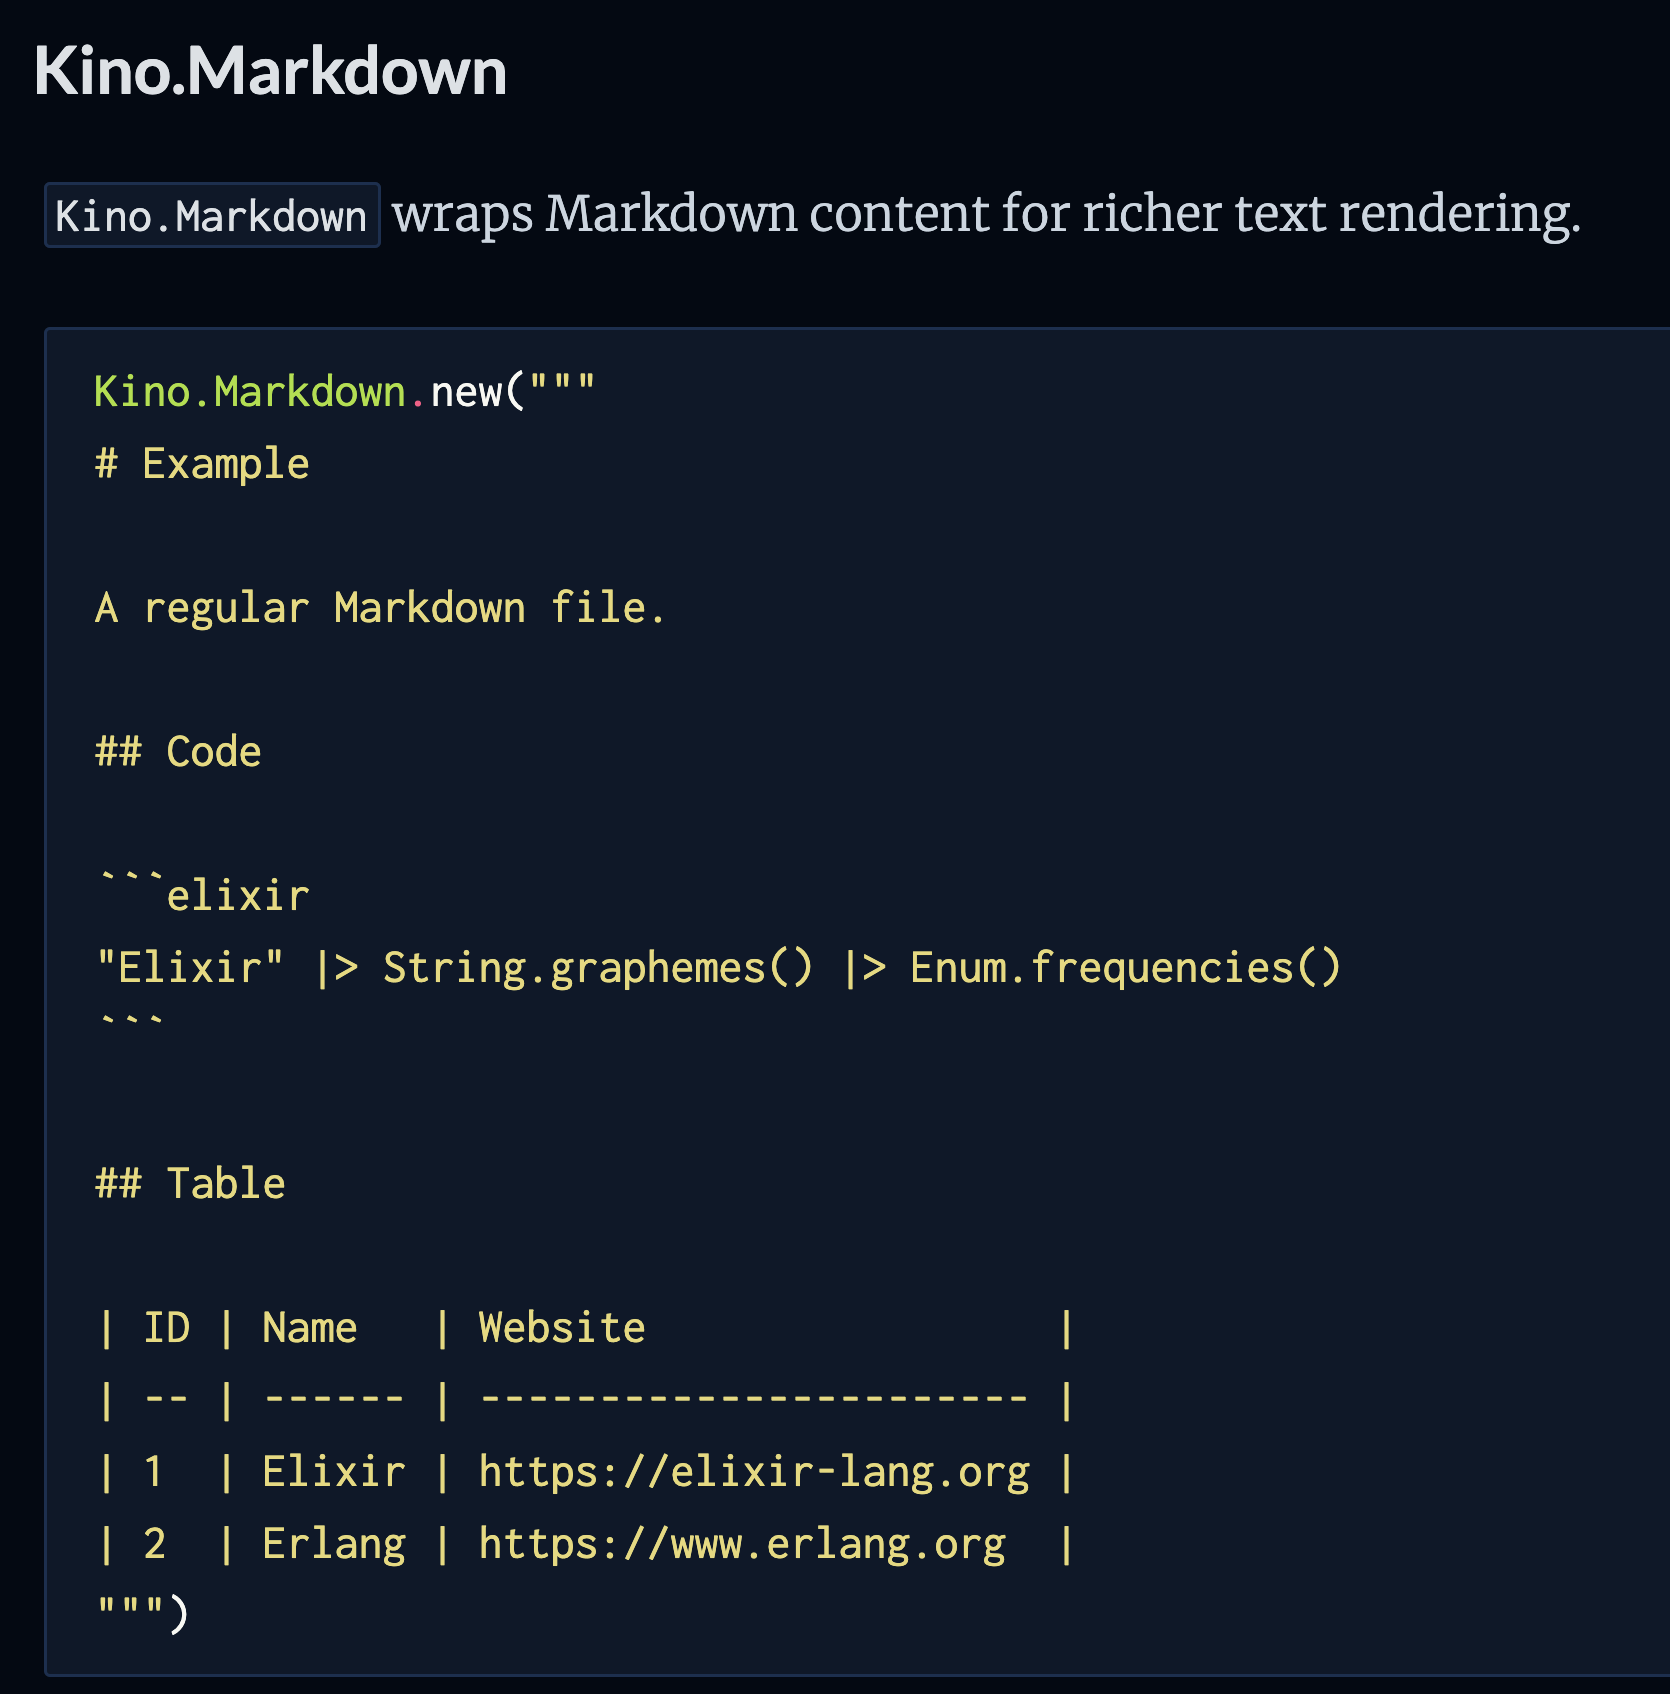 Kino.Markdown
Kino.Markdown wraps Markdown content for richer text rendering.
Kino.Markdown.new("""
# Example
A regular Markdown file.
## Code
```elixir
"Elixir" |> String.graphemes() |> Enum.frequencies()
```
## Table
| ID | Name   | Website                 |
| -- | ------ | ----------------------- |
| 1  | Elixir | https://elixir-lang.org |
| 2  | Erlang | https://www.erlang.org  |
""")